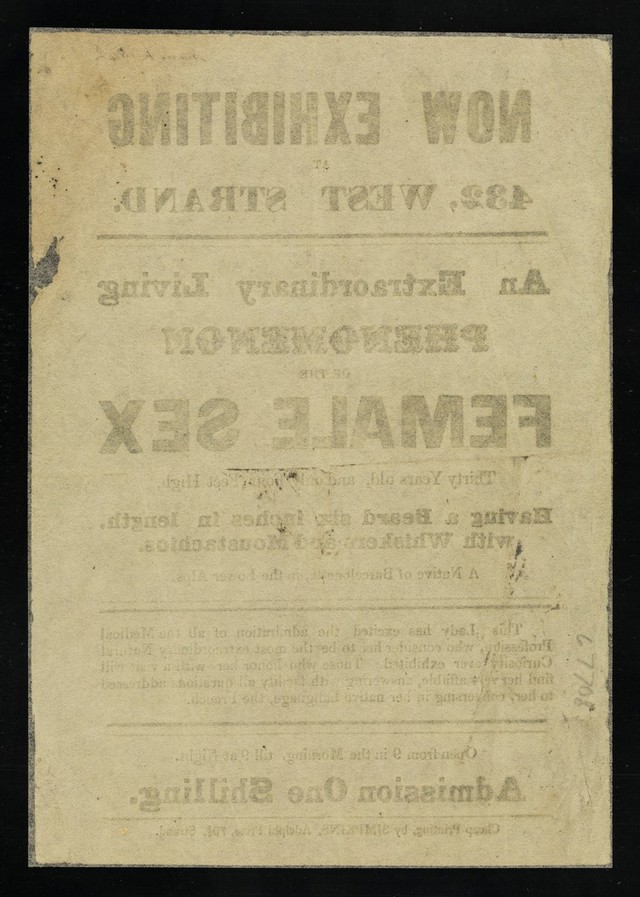 NOW EXHIBITING
AT
432, WEST STRAND.
An Extraordinary Living
PHENOMENON
OF THE
FEMALE SEX
Thirty Years old, and only Four Feet High,
Having a Beard six inches in length,
with Whiskers and Moustachios.
A Native of in the Lower Alps.
This Lady has excited the admiration of all the Medical
Profession, who consider her to be the most extraordinary Natural
Curiosity ever exhibited. Those who honor her with a visit will
find her very affable, answering with facility all questions addressed
to her, conversing in her native Language, the French.
Open from 9 in the Morning, till 9 at Night.
Admission One Shilling.
Cheap Printing, by SIMPKINS, Adelphi Press, Strand.